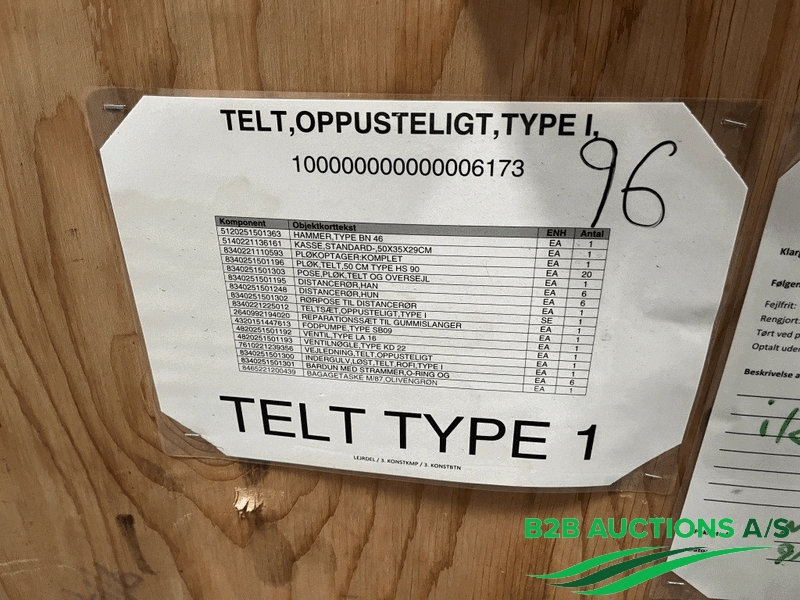 TELT,OPPUSTELIGT,TYPE I,
100000000000006173
96
Komponent Objektkorttekst ENH Antal
5120251501363 HAMMER,TYPE BN 46 EA 1
5140221136161 KASSE,STANDARD-,50X35X29CM EA 1
8340221110593 PLØKOPTAGER:KOMPLET EA 1
8340251501196 PLØK,TELT,50 CM TYPE HS 90 EA 20
8340251501303 POSE,PLØK,TELT OG OVERSEJL EA 1
8340251501195 DISTANCERØR,HAN EA 6
8340251501248 DISTANCERØR,HUN EA 6
8340251501302 RØRPOSE TIL DISTANCERØR EA 1
8340221225012 TELTSÆT,OPPUSTELIGT,TYPE I EA 1
2640992194020 REPARATIONSSÆT TIL GUMMISLANGER SE 1
4320151447613 FODPUMPE TYPE SB09 EA 1
4820251501192 VENTIL,TYPE LA 16 EA 1
4820251501193 VENTILNØGLE,TYPE KD 22 EA 1
7610221239356 VEJLEDNING,TELT,OPPUSTELIGT EA 1
8340251501300 INDERGULV,LØST,TELT,ROFI,TYPE I EA 1
8340251501301 BARDUN MED STRAMMER,O-RING OG EA 6
8465221200439 BAGAGETASKE M/87,OLIVENGRØN EA 1
TELT TYPE 1
LEJRDEL / 3. KONSTKMP / 3. KONSTBTN
Følgen
Fejlfrit:
Rengjort:
Tørt ved p
Optalt uden
Beskrivelse a
B2B AUCTIONS A/S